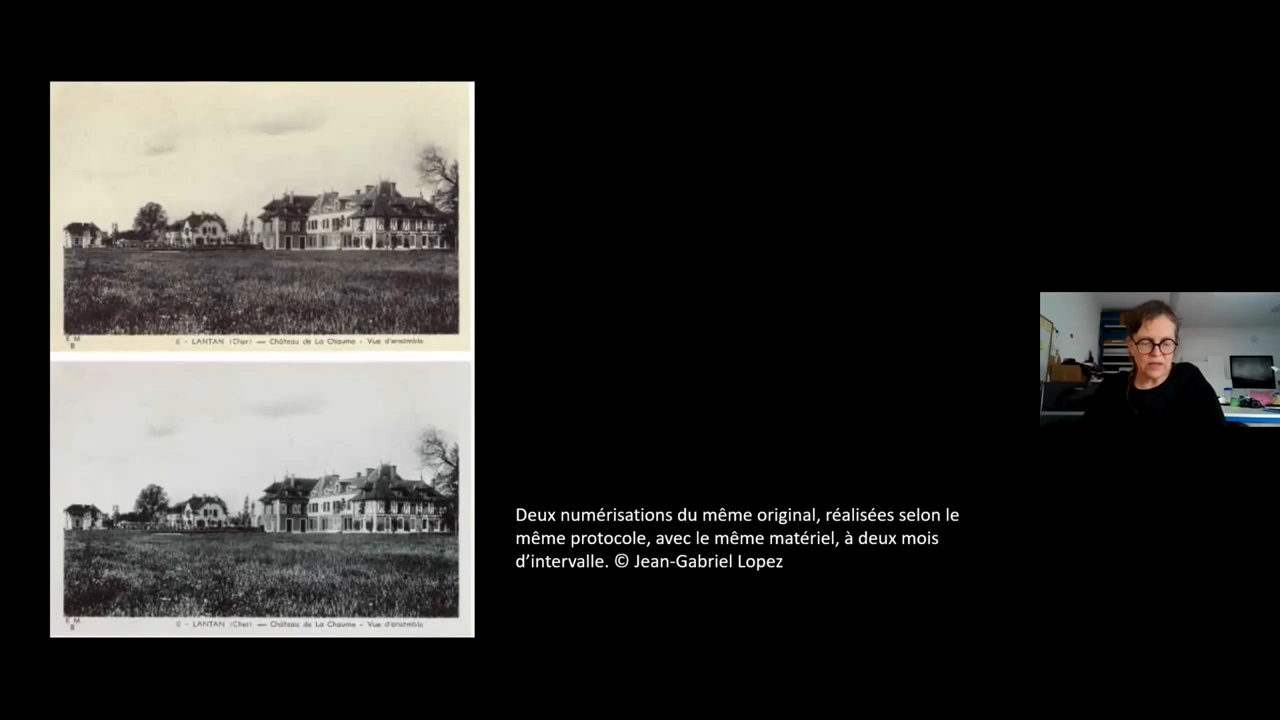 E M
B
6 - LANTAN (Cher) — Château de La Chaume - Vue d'ensemble
E M
B
6 - LANTAN (Cher) — Château de La Chaume - Vue d'ensemble
Deux numérisations du même original, réalisées selon le
même protocole, avec le même matériel, à deux mois
d’intervalle. © Jean-Gabriel Lopez